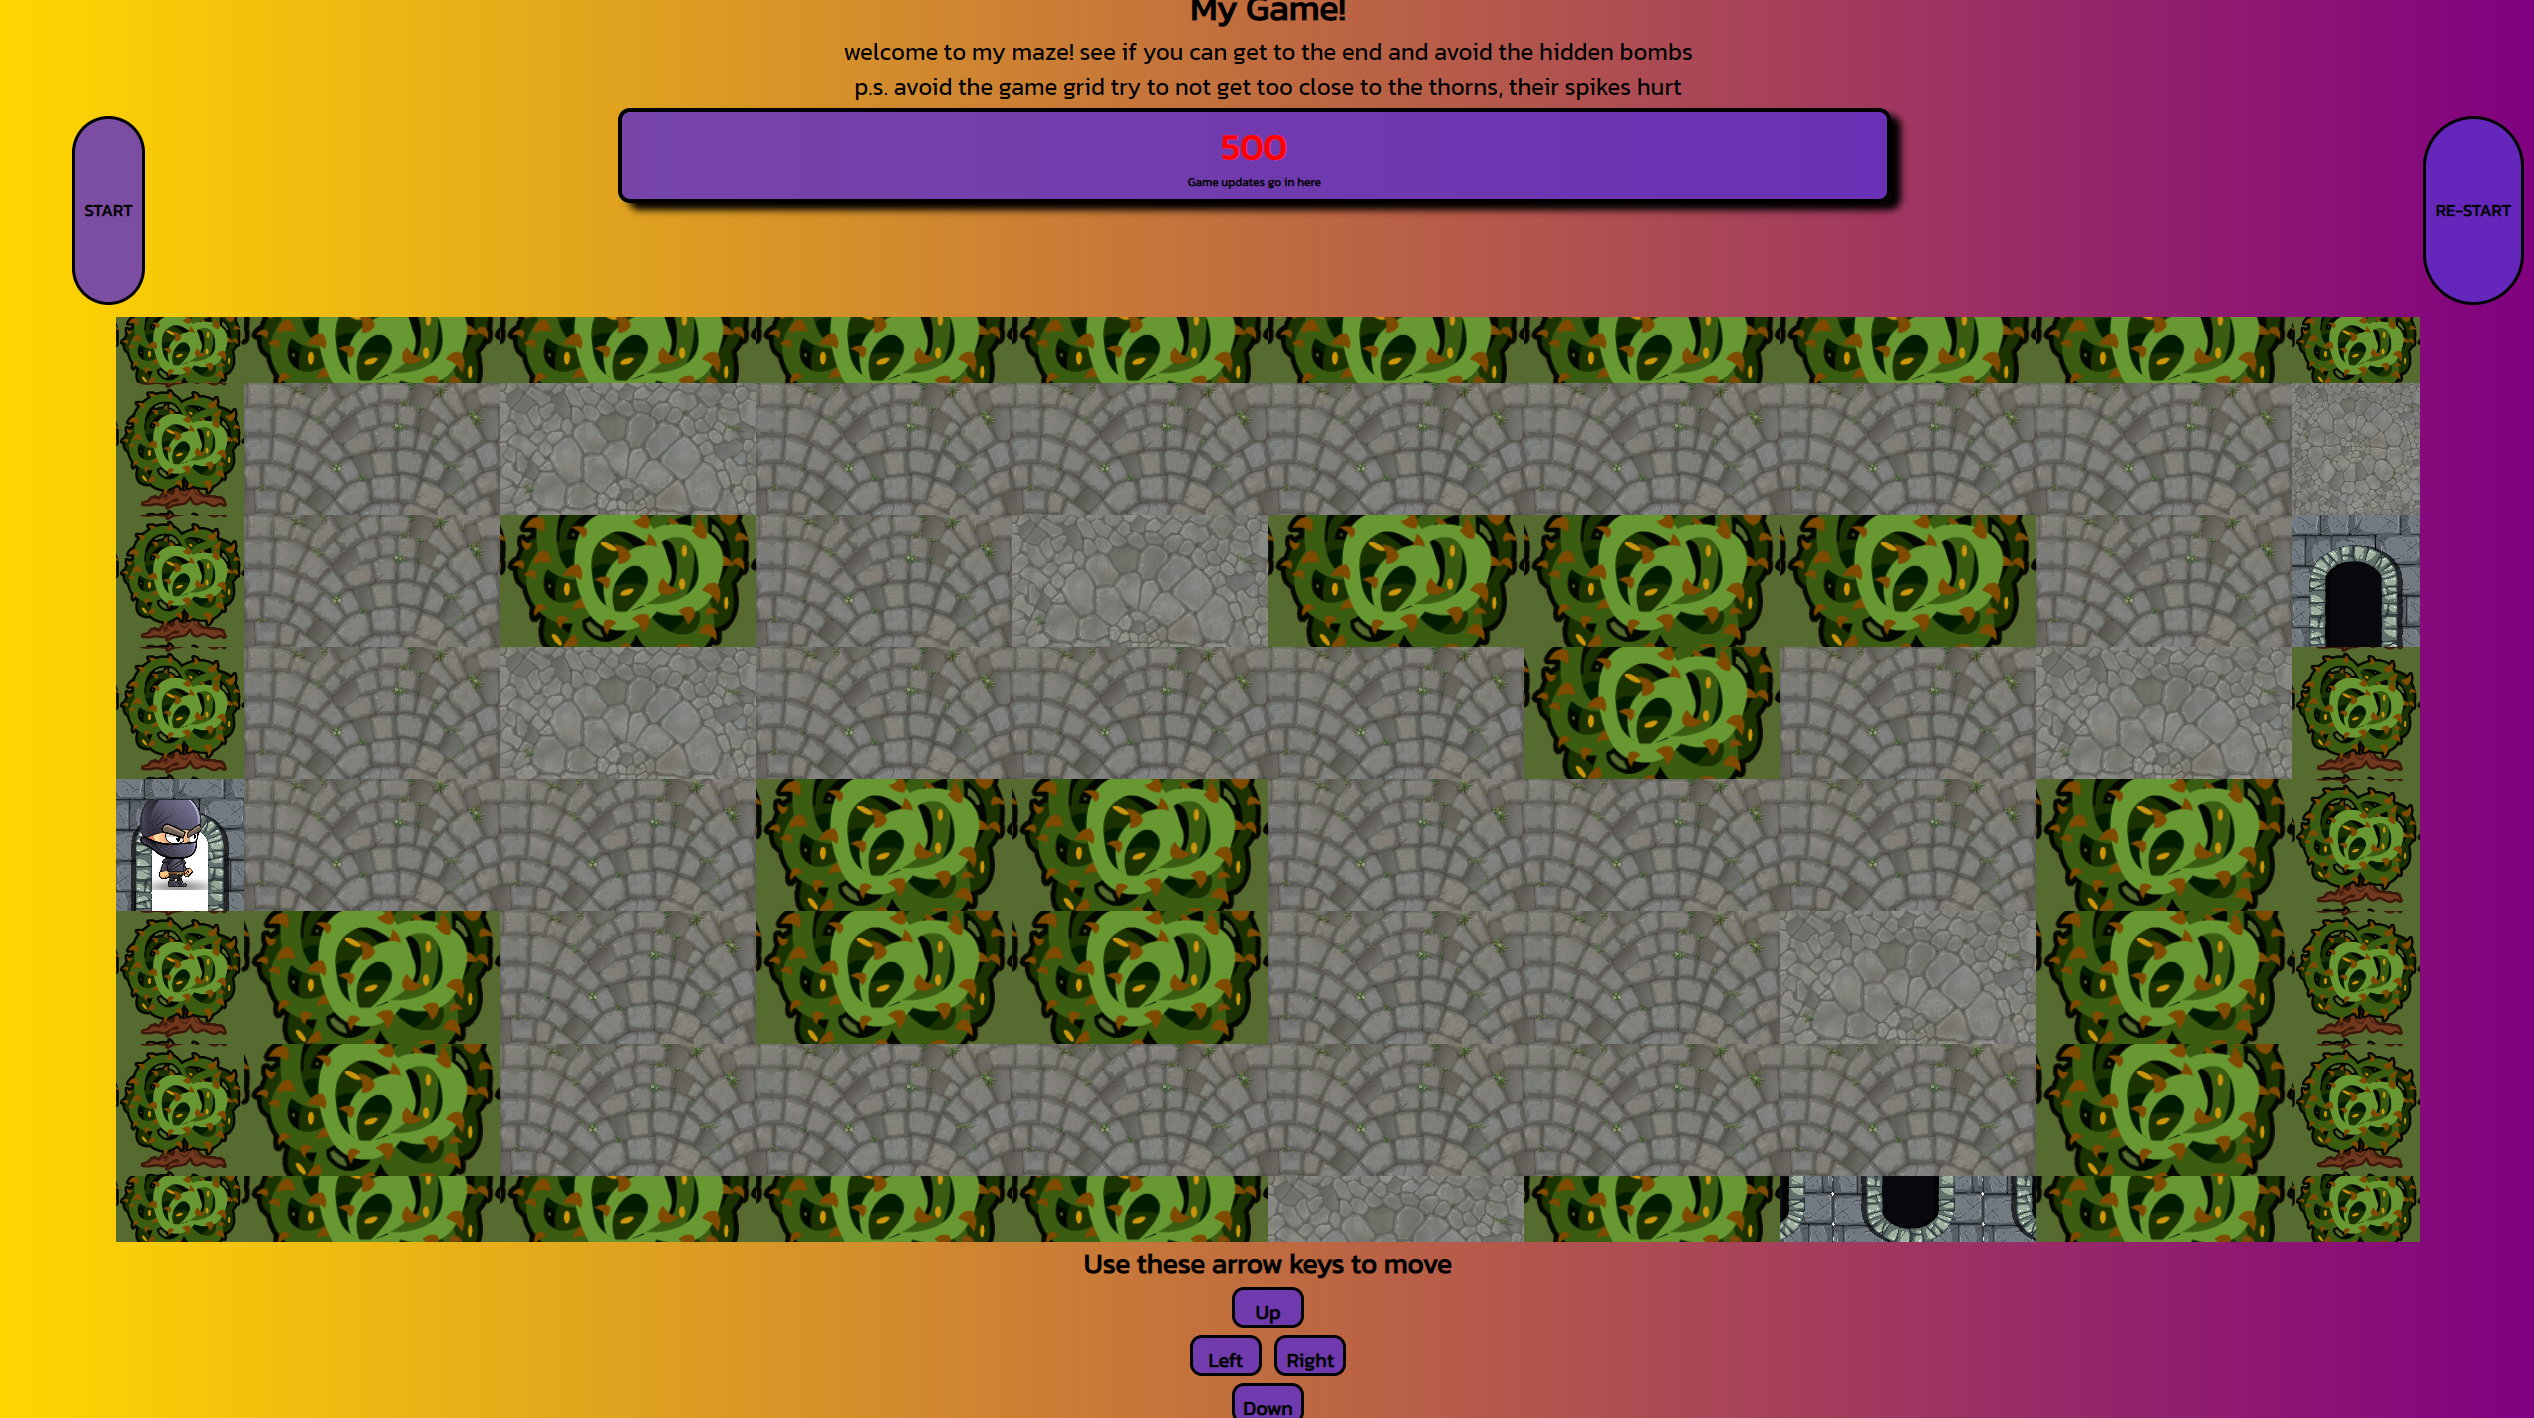 My Game!
welcome to my maze! see if you can get to the end and avoid the hidden bombs
p.s. avoid the game grid try to not get too close to the thorns, their spikes hurt
500
Game updates go in here
START
RE-START
Use these arrow keys to move
Up
Left
Right
Down